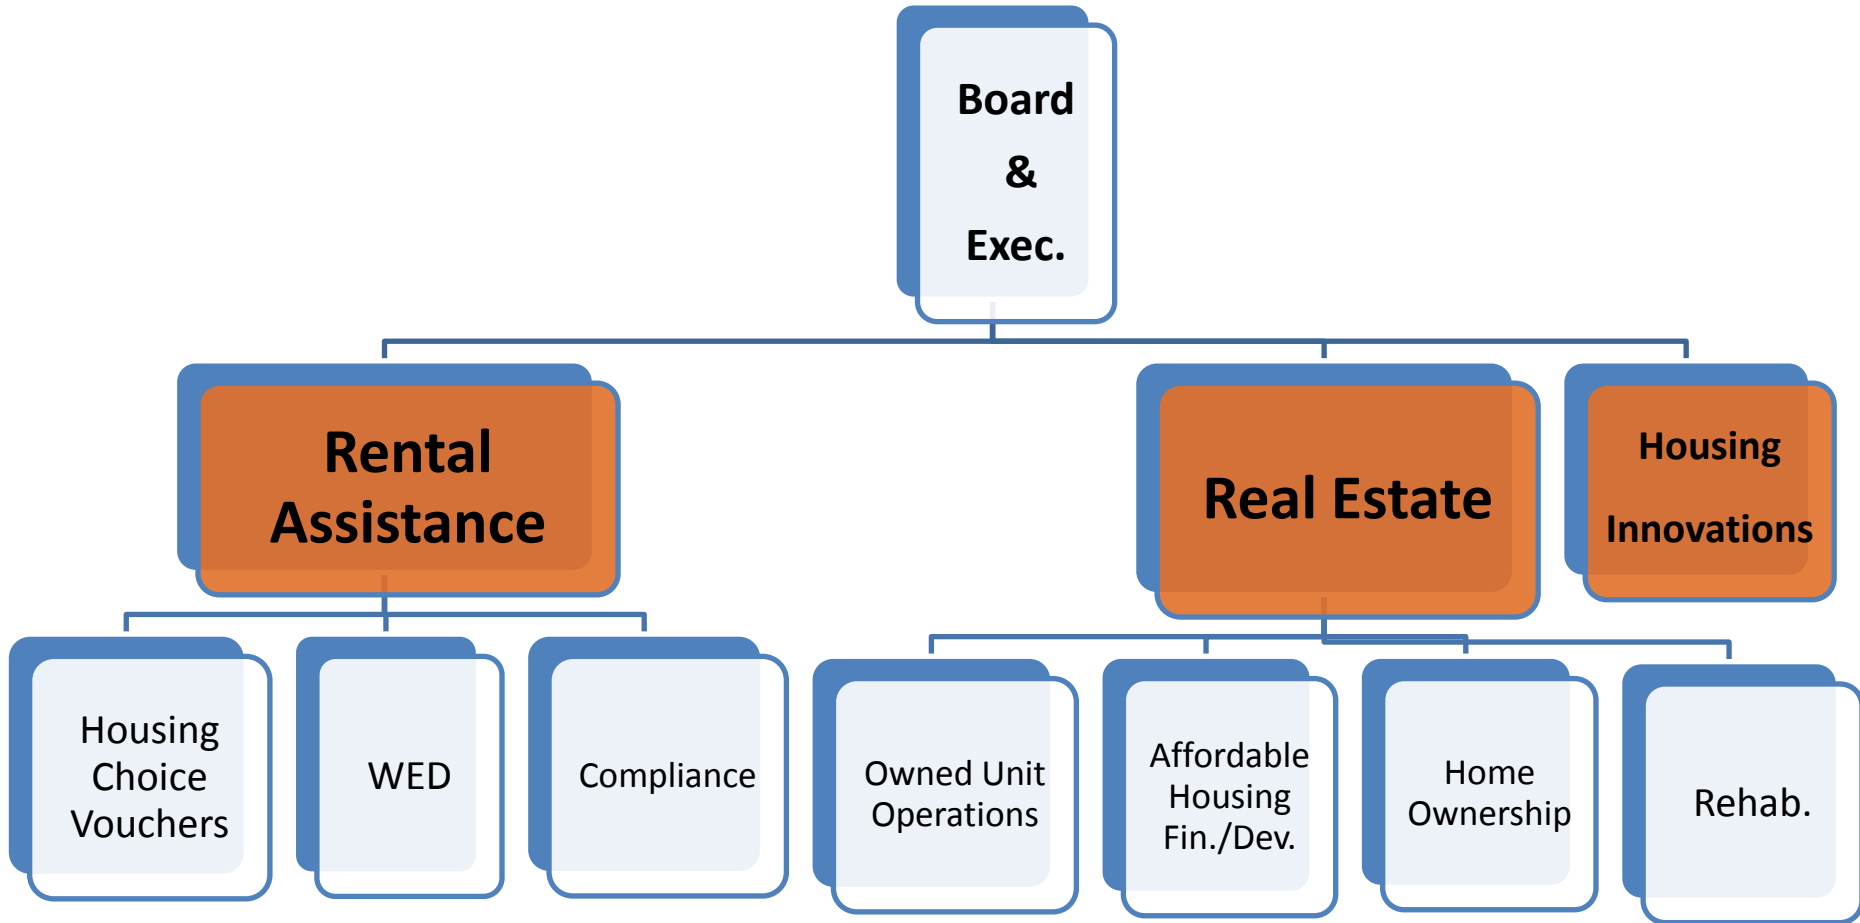 Board
&
Exec.
Rental
Assistance
Real Estate
Housing
Innovations
Housing
Choice
Vouchers
WED
Compliance
Owned Unit
Operations
Affordable
Housing
Fin./Dev.
Home
Ownership
Rehab.